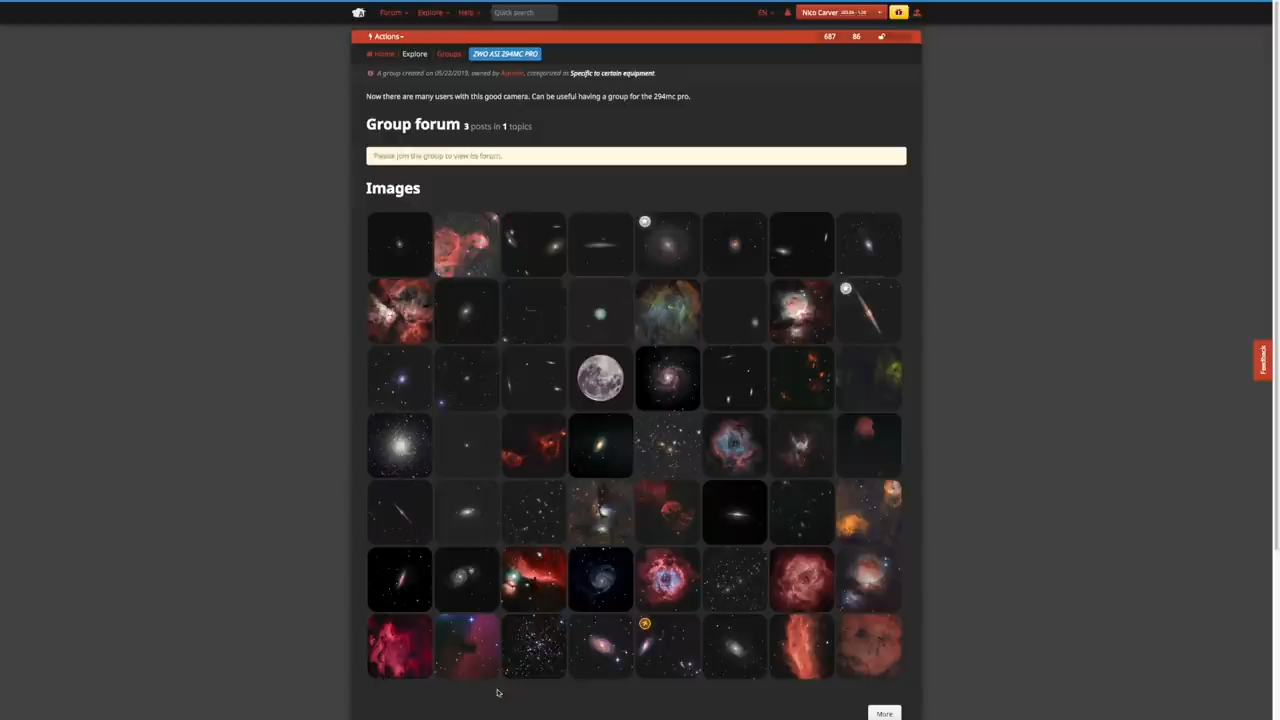 Forum
Explore
Help
Quick search
EN
Nico Carver
Actions
687
86
Home
Explore
Groups
ZWO ASI 294MC PRO
A group created on 05/22/2019, owned by
categorized as Specific to certain equipment.
Now there are many users with this good camera. Can be useful having a group for the 294mc pro.
Group forum 3 posts in 1 topics
Please join the group to view its forum.
Images
Feedback
More